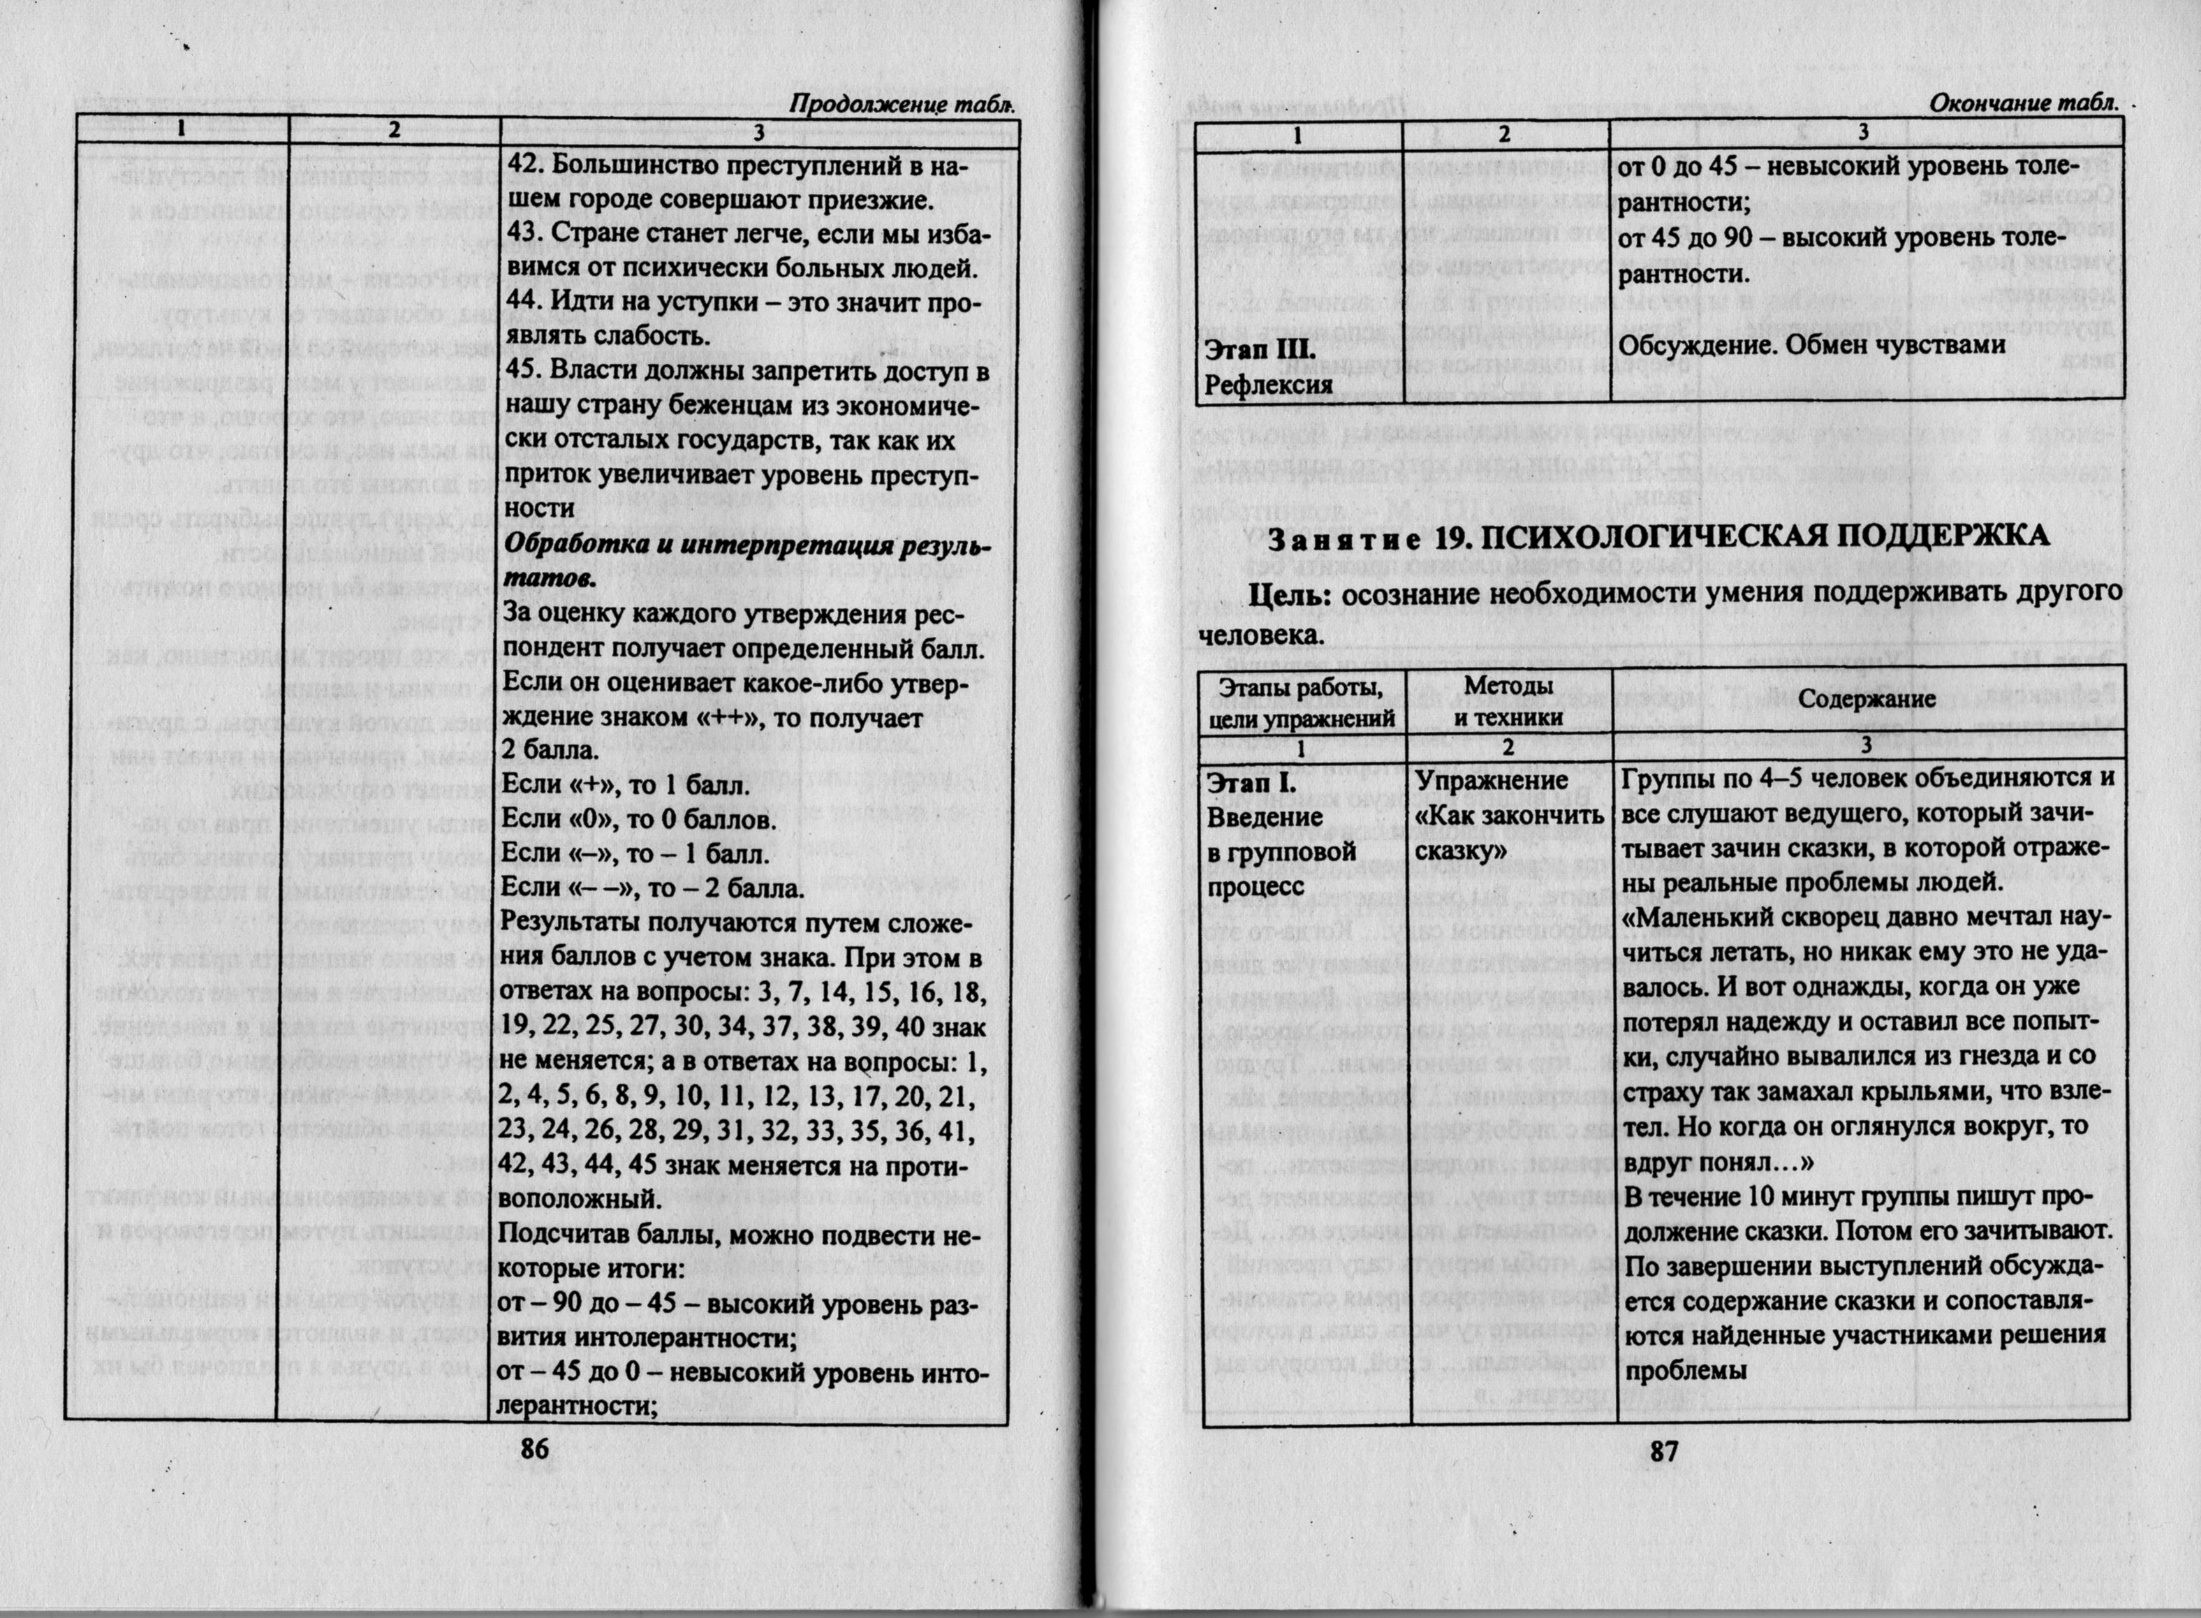 Продолжение табл.
1 2 3
42. Большинство преступлений в на-
шем городе совершают приезжие.
43. Стране станет легче, если мы изба-
вимся от психически больных людей.
44. Идти на уступки – это значит про-
являть слабость.
45. Власти должны запретить доступ в
нашу страну беженцам из экономиче-
ски отсталых государств, так как их
приток увеличивает уровень преступ-
ности
Обработка и интерпретация резуль-
татов.
За оценку каждого утверждения рес-
пондент получает определенный балл.
Если он оценивает какое-либо утвер-
ждение знаком «++», то получает
2 балла.
Если «+», то 1 балл.
Если «0», то 0 баллов.
Если «–», то – 1 балл.
Если «– –», то – 2 балла.
Результаты получаются путем сложе-
ния баллов с учетом знака. При этом в
ответах на вопросы: 3, 7, 14, 15, 16, 18,
19, 22, 25, 27, 30, 34, 37, 38, 39, 40 знак
не меняется; а в ответах на вопросы: 1,
2, 4, 5, 6, 8, 9, 10, 11, 12, 13, 17, 20, 21,
23, 24, 26, 28, 29, 31, 32, 33, 35, 36, 41,
42, 43, 44, 45 знак меняется на проти-
воположный.
Подсчитав баллы, можно подвести не-
которые итоги:
от – 90 до – 45 – высокий уровень раз-
вития интолерантности;
от – 45 до 0 – невысокий уровень инто-
лерантности;
86
Окончание табл.
1 2 3
от 0 до 45 – невысокий уровень толе-
рантности;
от 45 до 90 – высокий уровень толе-
рантности.
Этап III.
Рефлексия
Обсуждение. Обмен чувствами
Занятие 19. ПСИХОЛОГИЧЕСКАЯ ПОДДЕРЖКА
Цель: осознание необходимости умения поддерживать другого
человека.
Этапы работы,
цели упражнений
Методы
и техники
Содержание
1 2 3
Этап I.
Введение
в групповой
процесс
Упражнение
«Как закончить
сказку»
Группы по 4–5 человек объединяются и
все слушают ведущего, который зачи-
тывает зачин сказки, в которой отраже-
ны реальные проблемы людей.
«Маленький скворец давно мечтал нау-
читься летать, но никак ему это не уда-
валось. И вот однажды, когда он уже
потерял надежду и оставил все попыт-
ки, случайно вывалился из гнезда и со
страху так замахал крыльями, что взле-
тел. Но когда он оглянулся вокруг, то
вдруг понял…»
В течение 10 минут группы пишут про-
должение сказки. Потом его зачитывают.
По завершении выступлений обсужда-
ется содержание сказки и сопоставля-
ются найденные участниками решения
проблемы
87